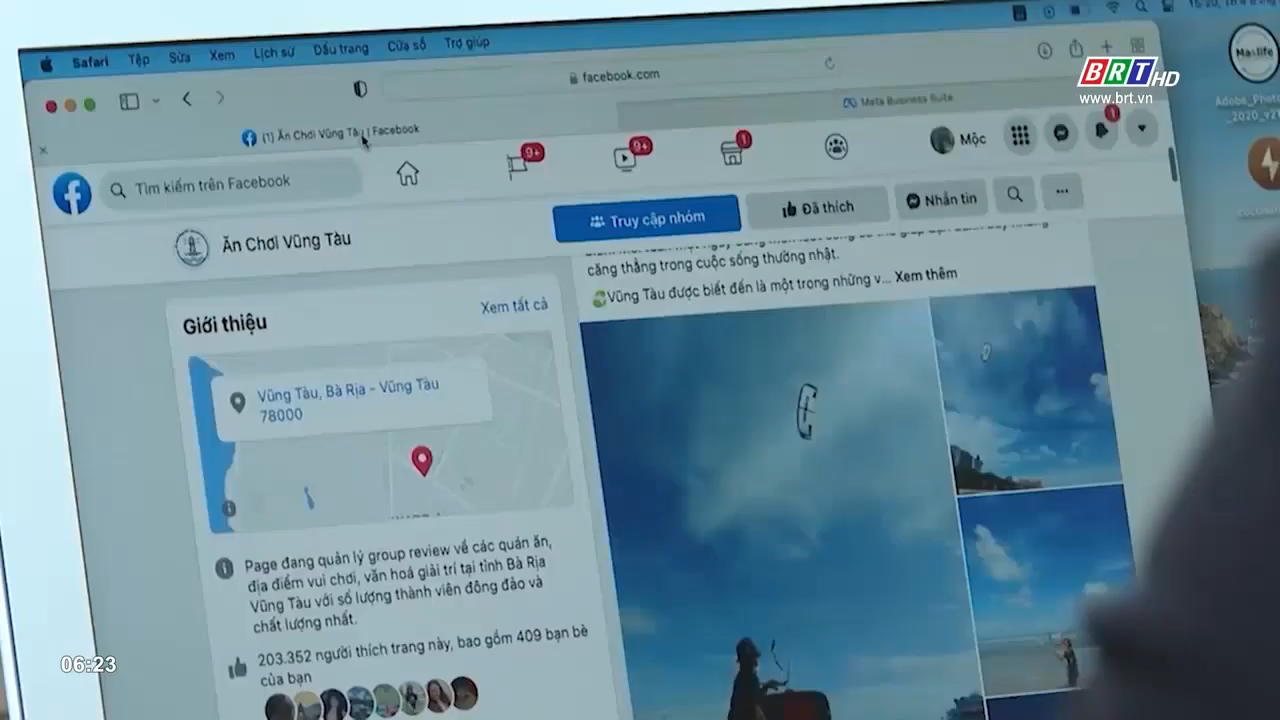 Safari Tệp Sửa Xem Lịch sử Dấu trang Cửa sổ Trợ giúp
facebook.com
BRT HD
www.brt.vn
Manlife
(1) Ăn Chơi Vũng Tàu | Facebook
Meta Business Suite
Tìm kiếm trên Facebook
9+
9+
1
Mộc
1
Ăn Chơi Vũng Tàu
Truy cập nhóm
Đã thích
Nhắn tin
căng thẳng trong cuộc sống thường nhật.
Vũng Tàu được biết đến là một trong những v... Xem thêm
Giới thiệu
Xem tất cả
Vũng Tàu, Bà Rịa - Vũng Tàu
78000
Page đang quản lý group review về các quán ăn,
địa điểm vui chơi, văn hoá giải trí tại tỉnh Bà Rịa
Vũng Tàu với số lượng thành viên đông đảo và
chất lượng nhất.
203.352 người thích trang này, bao gồm 409 bạn bè
của bạn
06:23